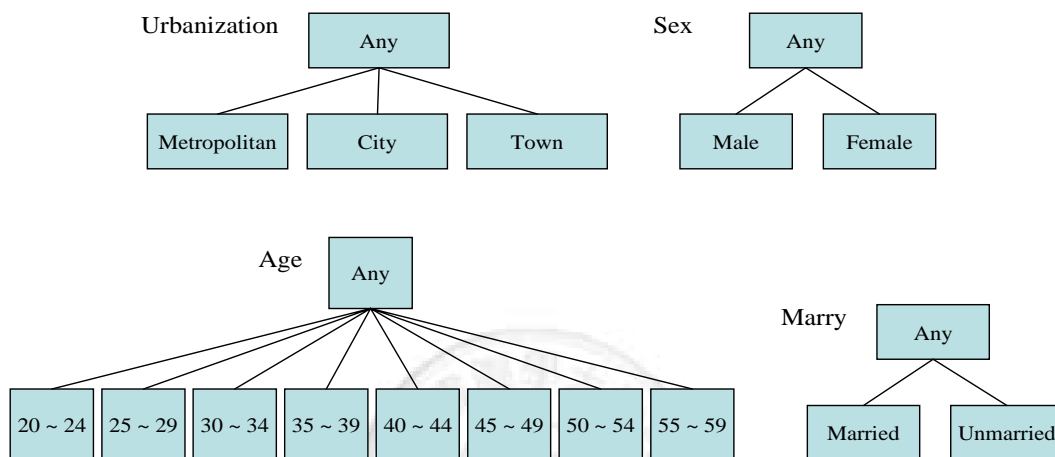 Urbanization
Any
Metropolitan
City
Town
Sex
Any
Male
Female
Age
Any
20 ~ 24
25 ~ 29
30 ~ 34
35 ~ 39
40 ~ 44
45 ~ 49
50 ~ 54
55 ~ 59
Marry
Any
Married
Unmarried